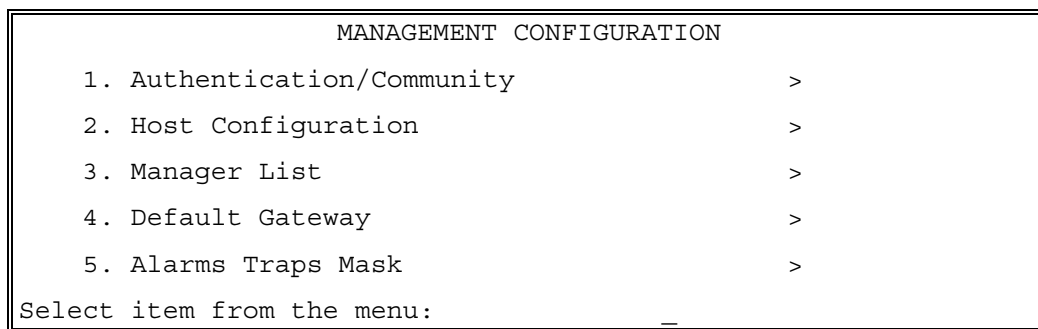 MANAGEMENT CONFIGURATION
1. Authentication/Community >
2. Host Configuration >
3. Manager List >
4. Default Gateway >
5. Alarms Traps Mask >
Select item from the menu: _